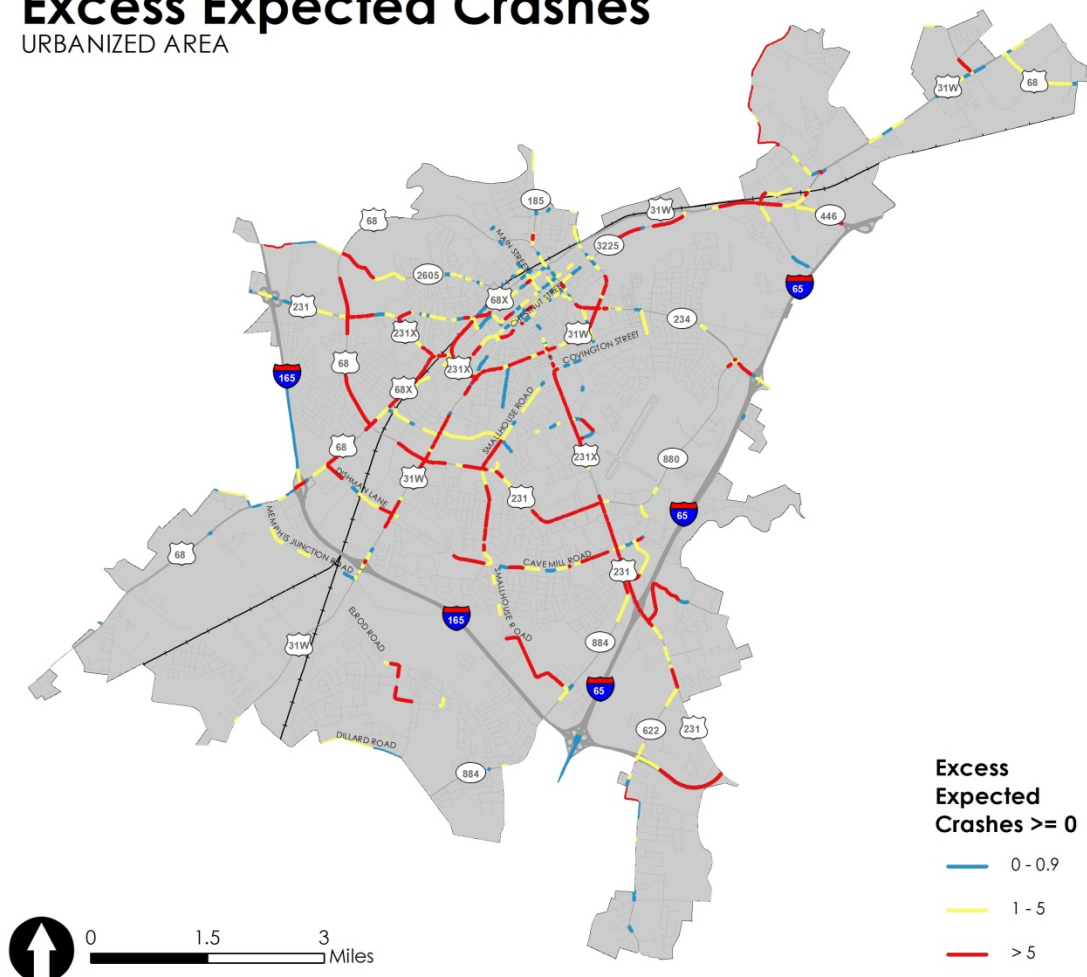 Excess Expected Crashes
URBANIZED AREA
31W
68
185
68
31W
446
3225
MAIN STREET
2605
65
68X
231
CHESTNUT STREET
234
231X
31W
COVINGTON STREET
68
231X
165
68X
SMALLHOUSE ROAD
68
231X
880
31W
DISHMAN LANE
231
65
MEMPHIS JUNCTION ROAD
68
CAVE MILL ROAD
231
SMALLHOUSE ROAD
ELROD ROAD
165
31W
884
65
622
231
DILLARD ROAD
884
Excess
Expected
Crashes >= 0
0 - 0.9
1 - 5
> 5
0
1.5
3
Miles